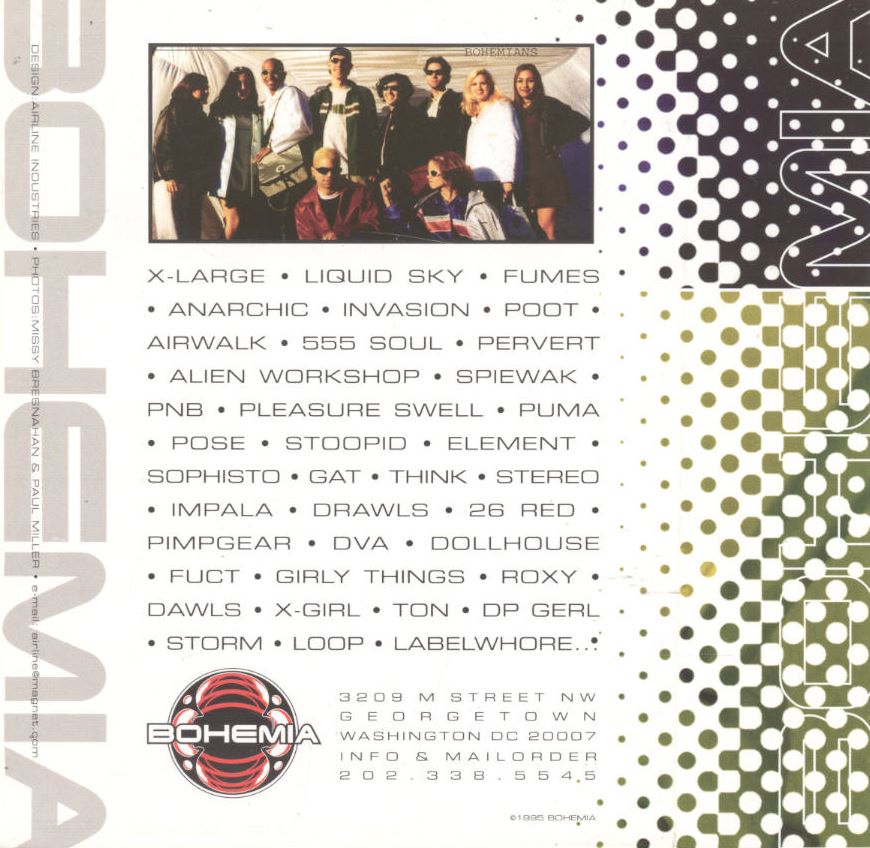 BOHEMIA
DESIGN:AIRLINE INDUSTRIES • PHOTOS:MISSY BRESNAHAN & PAUL MILLER • e-mail: airline@magnet.com
BOHEMIANS
X-LARGE • LIQUID SKY • FUMES
• ANARCHIC • INVASION • POOT •
AIRWALK • 555 SOUL • PERVERT
• ALIEN WORKSHOP • SPIEWAK •
PNB • PLEASURE SWELL • PUMA
• POSE • STOOPID • ELEMENT •
SOPHISTO • GAT • THINK • STEREO
• IMPALA • DRAWLS • 26 RED •
PIMPGEAR • DVA • DOLLHOUSE
• FUCT • GIRLY THINGS • ROXY •
DAWLS • X-GIRL • TON • DP GERL
• STORM • LOOP • LABELWHORE...
BOHEMIA
3209 M STREET NW
GEORGETOWN
WASHINGTON DC 20007
INFO & MAILORDER
202.338.5545
©1995 BOHEMIA
BOHEMIA